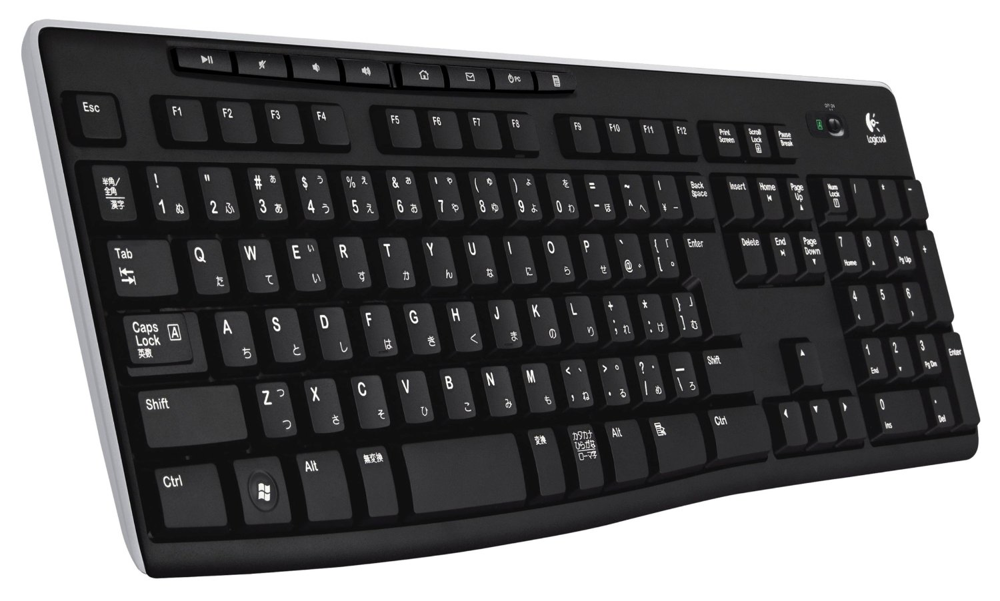 PC
OFF ON
A
Logicool
Esc
F1
F2
F3
F4
F5
F6
F7
F8
F9
F10
F11
F12
Print
Screen
Scroll
Lock
Pause
Break
半角/
全角
漢字
!
1 ぬ
"
2 ふ
# ぁ
3 あ
$ ぅ
4 う
% ぇ
5 え
& ぉ
6 お
' ゃ
7 や
( ゅ
8 ゆ
) ょ
9 よ
を
0 わ
=
- ほ
~
^ へ
|
¥ ー
Back
Space
Insert
Home
Page
Up
Num
Lock
1
/
*
-
Tab
Q
た
W
て
E ぃ
い
R
す
T
か
Y
ん
U
な
I
に
O
ら
P
せ
`
@ ゛
{ 「
[ ゜
Enter
Delete
End
Page
Down
7
Home
8
9
Pg Up
+
Caps
Lock
A
英数
A
ち
S
と
D
し
F
は
G
き
H
く
J
ま
K
の
L
り
+
; れ
*
: け
} 」
] む
4
5
6
Shift
Z っ
つ
X
さ
C
そ
V
ひ
B
こ
N
み
M
も
< 、
, ね
> 。
. る
? ・
/ め
_
\ ろ
Shift
1
End
2
3
Pg Dn
Enter
Ctrl
Alt
無変換
変換
カタカナ
ひらがな
ローマ字
Alt
Ctrl
0
Ins
.
Del